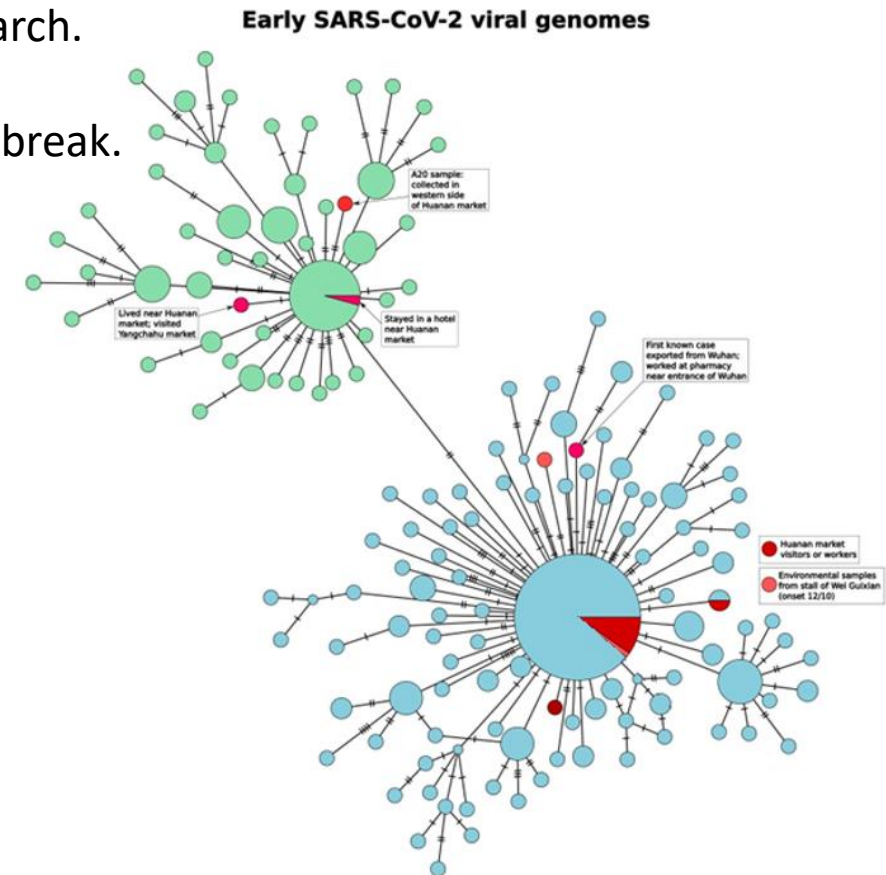 Early SARS-CoV-2 viral genomes
arch.
break.
A20 sample:
collected in
western side
of Huanan market
Lived near Huanan
market; visited
Yangchahu market
Stayed in a hotel
near Huanan
market
First known case
exported from Wuhan;
worked at pharmacy
near entrance of Wuhan
Huanan market
visitors or workers
Environmental samples
from stall of Wei Guixian
(onset 12/10)